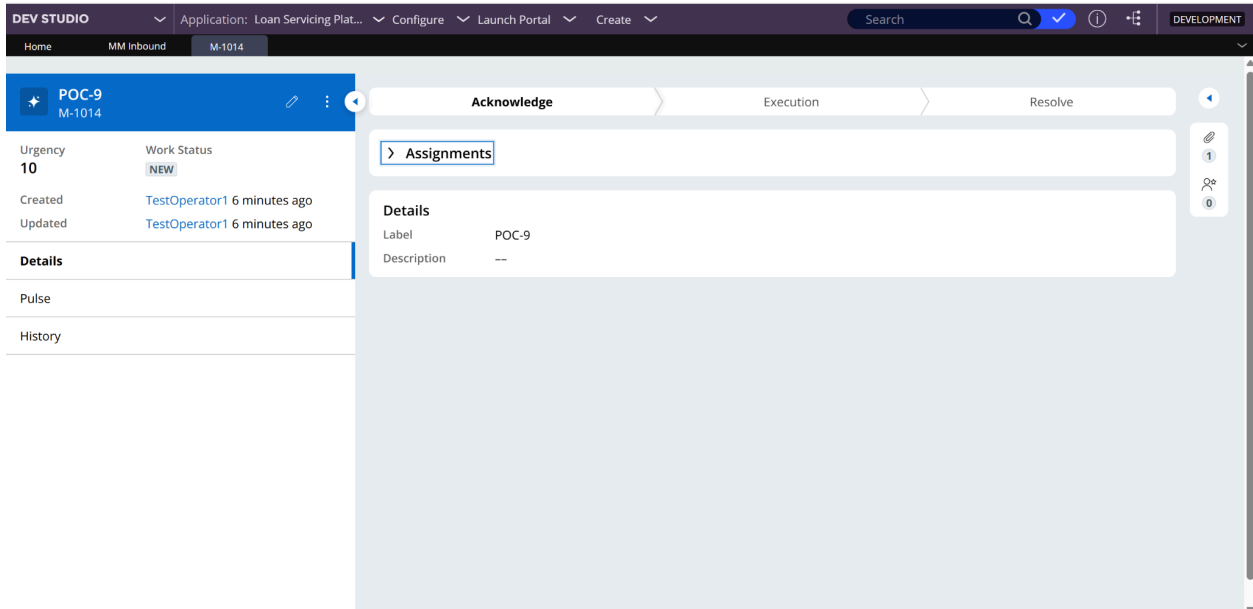 DEV STUDIO Application: Loan Servicing Plat... Configure Launch Portal Create Search DEVELOPMENT
Home MM Inbound M-1014
POC-9
M-1014
Urgency Work Status
10 NEW
Created TestOperator1 6 minutes ago
Updated TestOperator1 6 minutes ago
Details
Pulse
History
Acknowledge Execution Resolve
Assignments
Details
Label POC-9
Description --
1
0